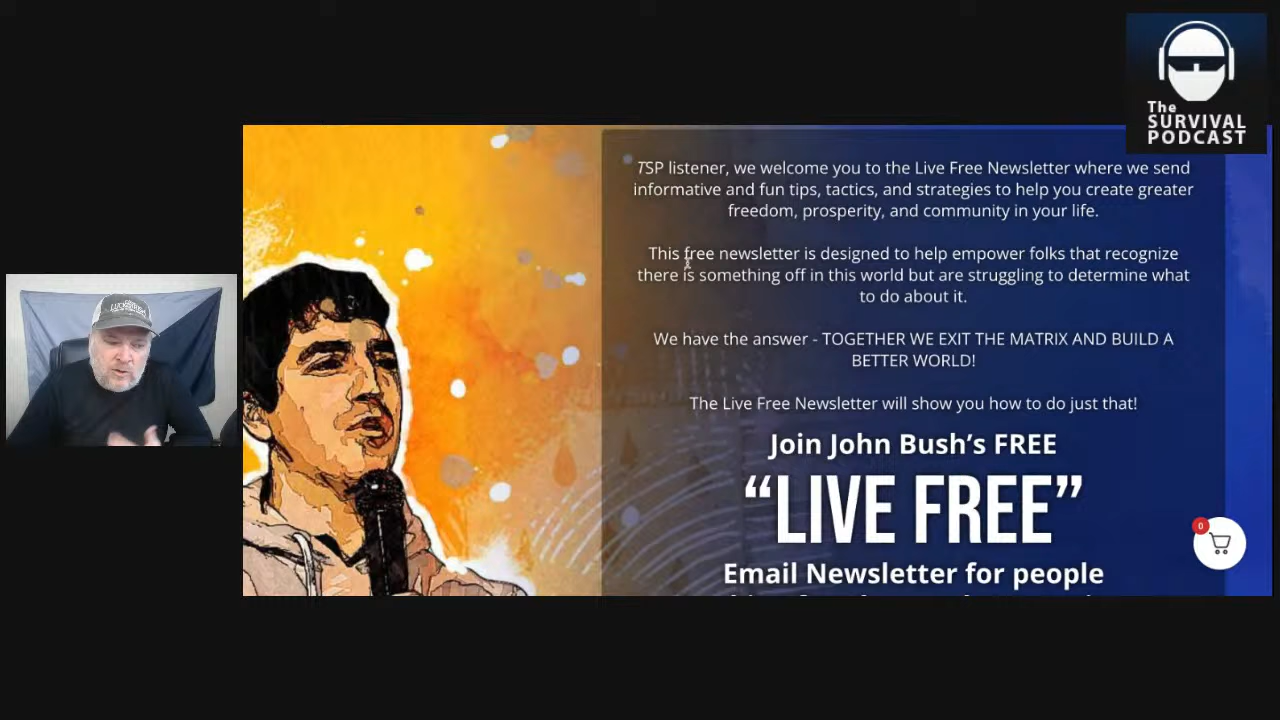 The
SURVIVAL
PODCAST
TSP listener, we welcome you to the Live Free Newsletter where we send
informative and fun tips, tactics, and strategies to help you create greater
freedom, prosperity, and community in your life.
This free newsletter is designed to help empower folks that recognize
there is something off in this world but are struggling to determine what
to do about it.
We have the answer - TOGETHER WE EXIT THE MATRIX AND BUILD A
BETTER WORLD!
The Live Free Newsletter will show you how to do just that!
Join John Bush's FREE
“LIVE FREE”
Email Newsletter for people
0